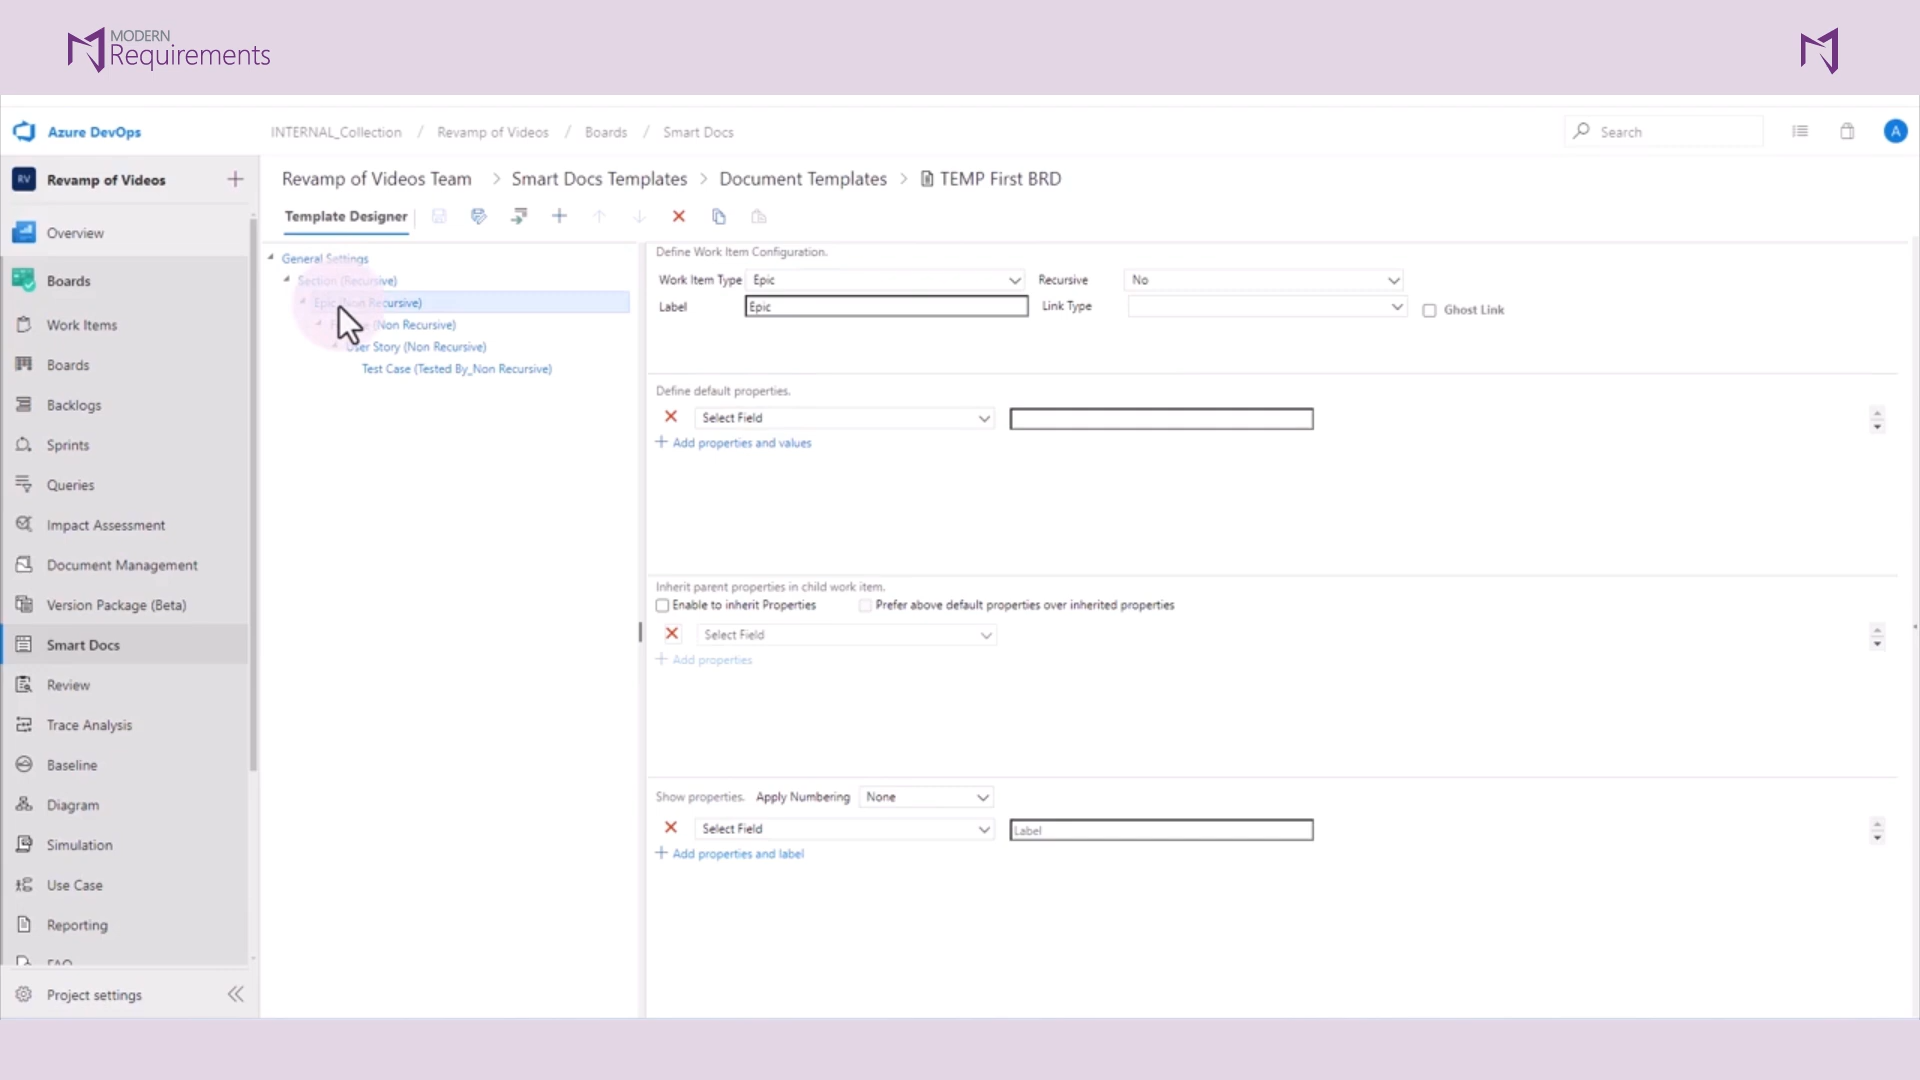 MODERN
Requirements
Azure DevOps
INTERNAL_Collection / Revamp of Videos / Boards / Smart Docs
Search
A
RV Revamp of Videos
Revamp of Videos Team > Smart Docs Templates > Document Templates > TEMP First BRD
Template Designer
Overview
Boards
Work Items
Boards
Backlogs
Sprints
Queries
Impact Assessment
Document Management
Version Package (Beta)
Smart Docs
Review
Trace Analysis
Baseline
Diagram
Simulation
Use Case
Reporting
FAQ
Project settings
General Settings
Section (Recursive)
Epic (Non Recursive)
(Non Recursive)
User Story (Non Recursive)
Test Case (Tested By_Non Recursive)
Define Work Item Configuration.
Work Item Type Epic Recursive No
Label Epic Link Type Ghost Link
Define default properties.
Select Field
Add properties and values
Inherit parent properties in child work item.
Enable to inherit Properties Prefer above default properties over inherited properties
Select Field
Add properties
Show properties. Apply Numbering None
Select Field Label
Add properties and label